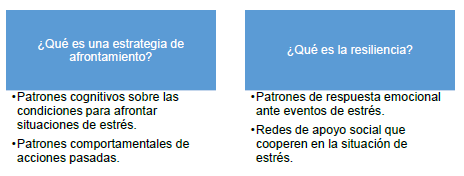 ¿Qué es una estrategia de
afrontamiento?
•Patrones cognitivos sobre las
condiciones para afrontar
situaciones de estrés.
•Patrones comportamentales de
acciones pasadas.
¿Qué es la resiliencia?
•Patrones de respuesta emocional
ante eventos de estrés.
•Redes de apoyo social que
cooperen en la situación de
estrés.